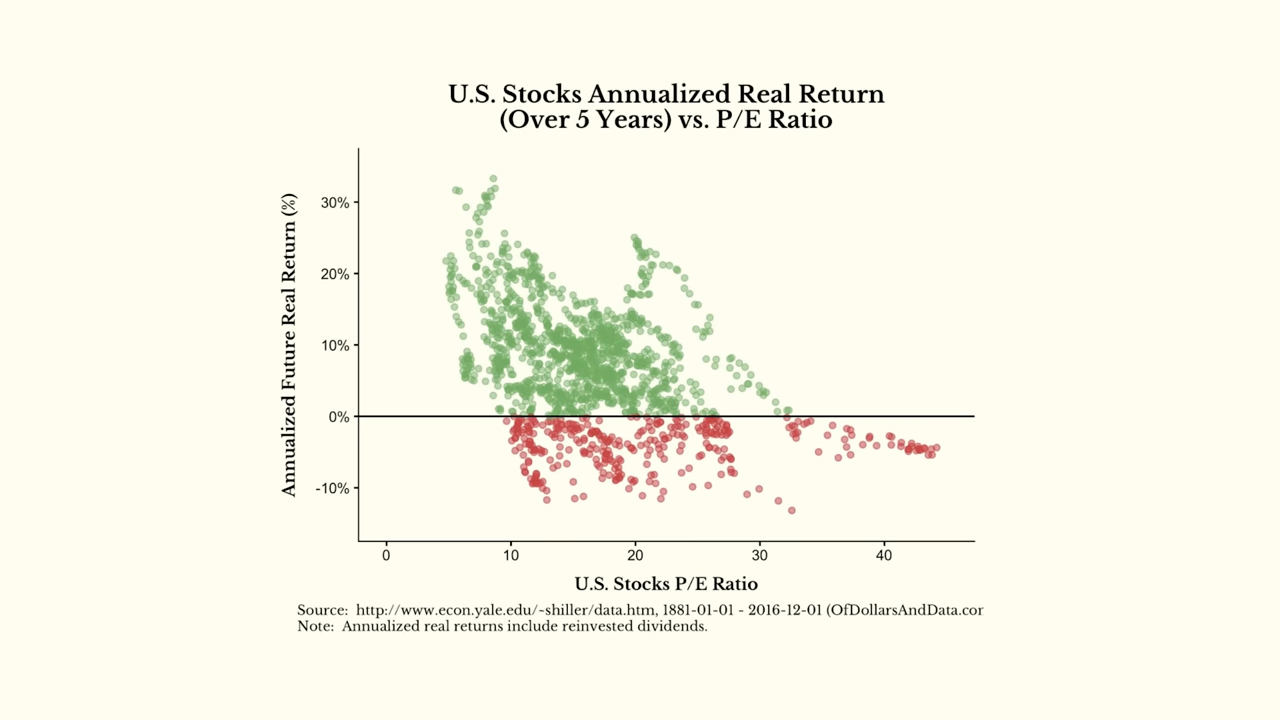 U.S. Stocks Annualized Real Return
(Over 5 Years) vs. P/E Ratio
Annualized Future Real Return (%)
30%
20%
10%
0%
-10%
0 10 20 30 40
U.S. Stocks P/E Ratio
Source: http://www.econ.yale.edu/~shiller/data.htm, 1881-01-01 - 2016-12-01 (OfDollarsAndData.cor
Note: Annualized real returns include reinvested dividends.